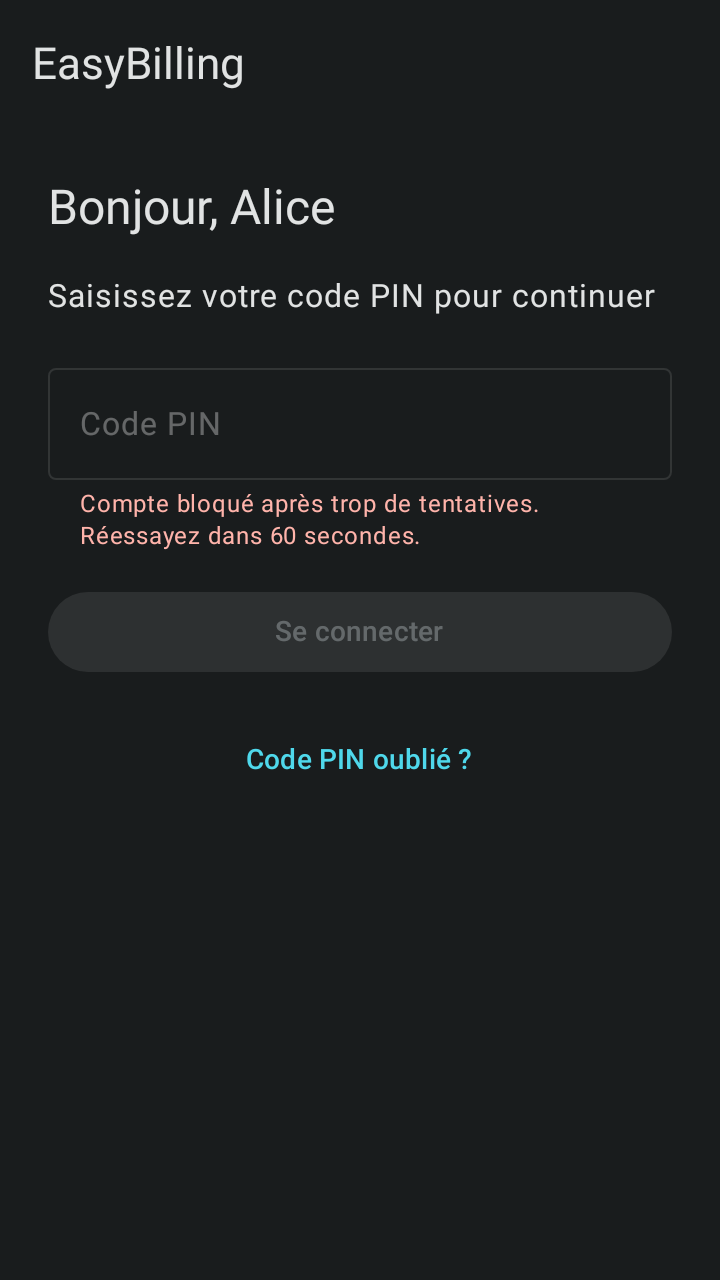 EasyBilling
Bonjour, Alice
Saisissez votre code PIN pour continuer
Code PIN
Compte bloqué après trop de tentatives.
Réessayez dans 60 secondes.
Se connecter
Code PIN oublié ?